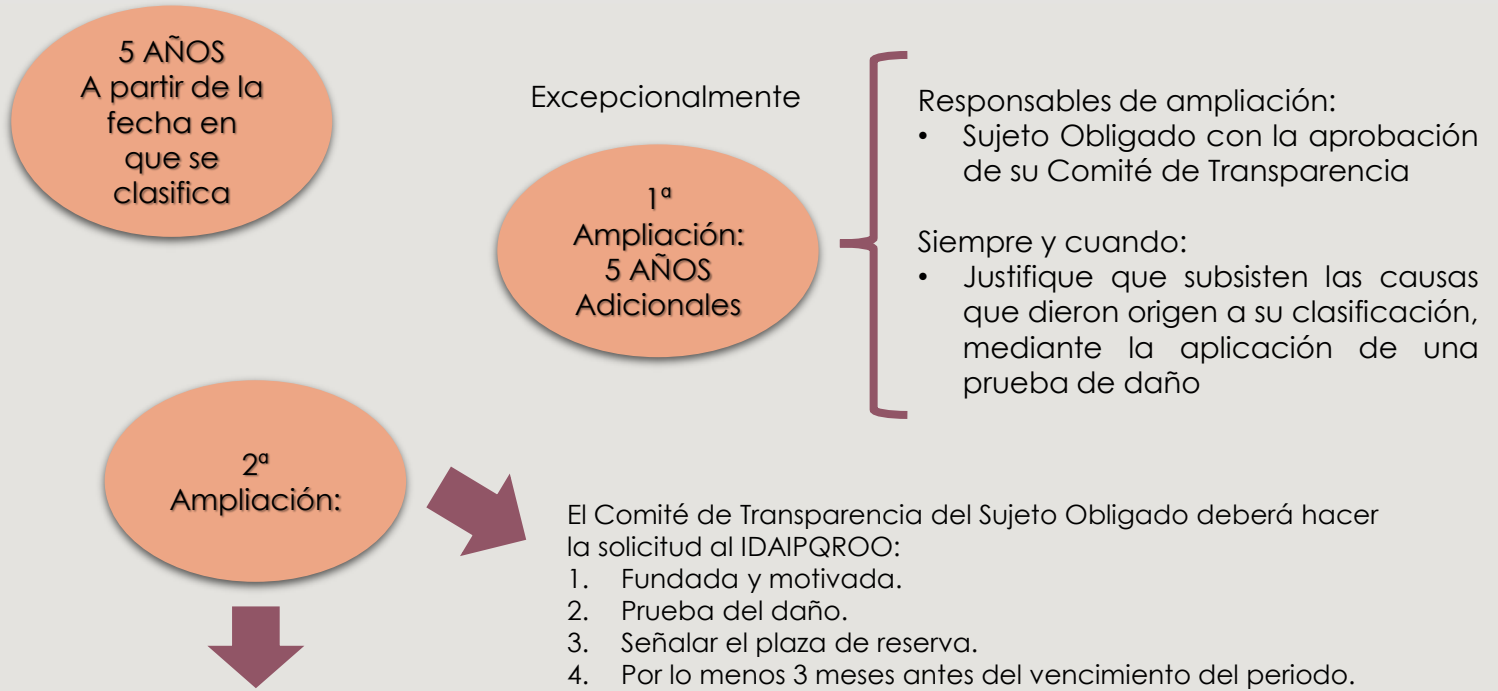 5 AÑOS
A partir de la
fecha en
que se
clasifica
Excepcionalmente
1ª
Ampliación:
5 AÑOS
Adicionales
Responsables de ampliación:
• Sujeto Obligado con la aprobación
de su Comité de Transparencia
Siempre y cuando:
• Justifique que subsisten las causas
que dieron origen a su clasificación,
mediante la aplicación de una
prueba de daño
2ª
Ampliación:
El Comité de Transparencia del Sujeto Obligado deberá hacer
la solicitud al IDAIPQROO:
1. Fundada y motivada.
2. Prueba del daño.
3. Señalar el plaza de reserva.
4. Por lo menos 3 meses antes del vencimiento del periodo.